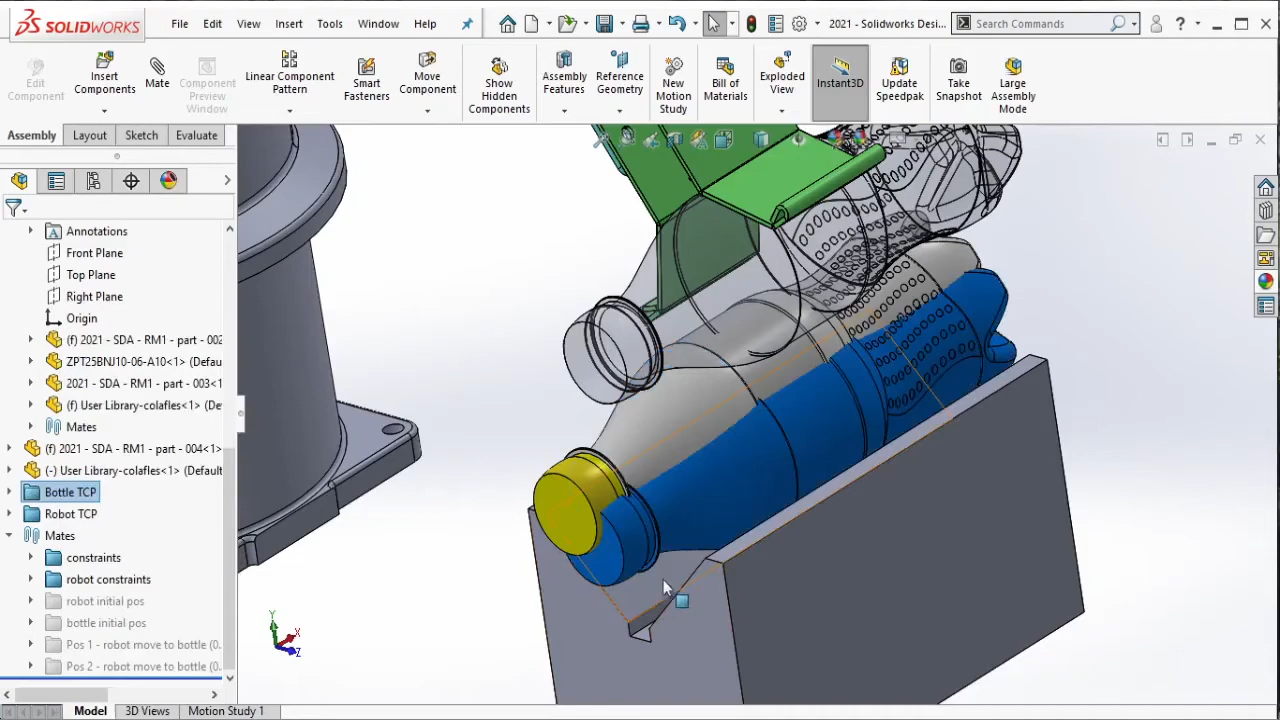 SOLIDWORKS File Edit View Insert Tools Window Help 2021 - Solidworks Desi... Search Commands ?
Edit Component
Insert Components
Mate
Component Preview Window
Linear Component Pattern
Smart Fasteners
Move Component
Show Hidden Components
Assembly Features
Reference Geometry
New Motion Study
Bill of Materials
Exploded View
Instant3D
Update Speedpak
Take Snapshot
Large Assembly Mode
Assembly Layout Sketch Evaluate
Annotations
Front Plane
Top Plane
Right Plane
Origin
(f) 2021 - SDA - RM1 - part - 002
ZPT25BNJ10-06-A10<1> (Defau
2021 - SDA - RM1 - part - 003<1
(f) User Library-colafles<1> (De
Mates
(f) 2021 - SDA - RM1 - part - 004<1>
(-) User Library-colafles<1> (Default
Bottle TCP
Robot TCP
Mates
constraints
robot constraints
robot initial pos
bottle initial pos
Pos 1 - robot move to bottle (0.
Pos 2 - robot move to bottle (0.
Y
X
Z
Model 3D Views Motion Study 1